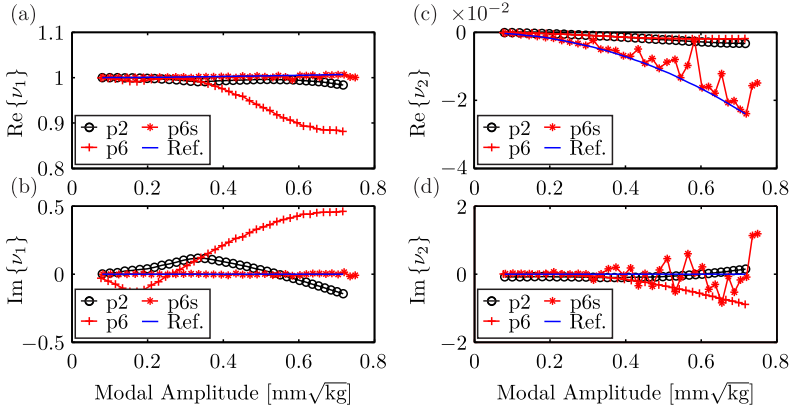 (a)
1.1
1
0.9
0.8
Re {ν₁}
p2
p6
p6s
Ref.
0 0.2 0.4 0.6 0.8
(b)
0.5
0
−0.5
Im {ν₁}
p2
p6
p6s
Ref.
0 0.2 0.4 0.6 0.8
Modal Amplitude [mm√kg]
(c)
×10⁻²
0
−2
−4
Re {ν₂}
p2
p6
p6s
Ref.
0 0.2 0.4 0.6 0.8
(d)
2
0
−2
Im {ν₂}
p2
p6
p6s
Ref.
0 0.2 0.4 0.6 0.8
Modal Amplitude [mm√kg]